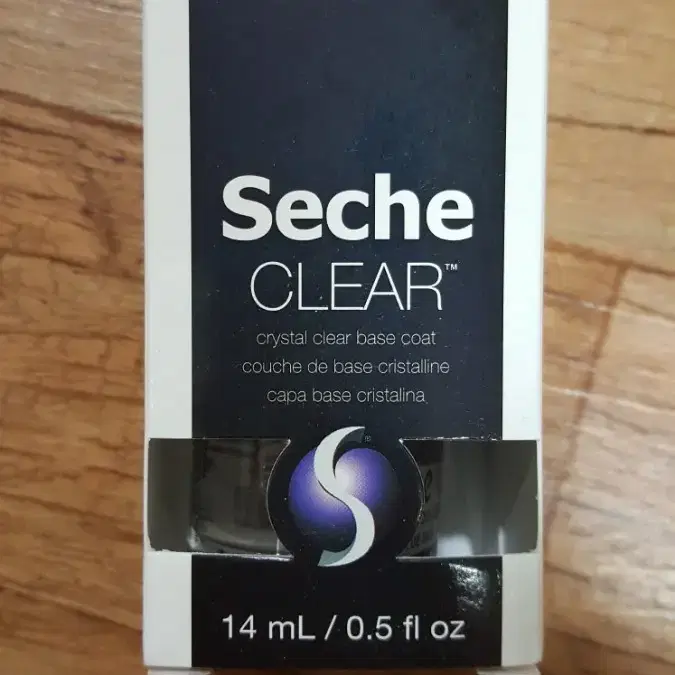 Seche
CLEAR™
crystal clear base coat
couche de base cristalline
capa base cristalina
®
14 mL / 0.5 fl oz